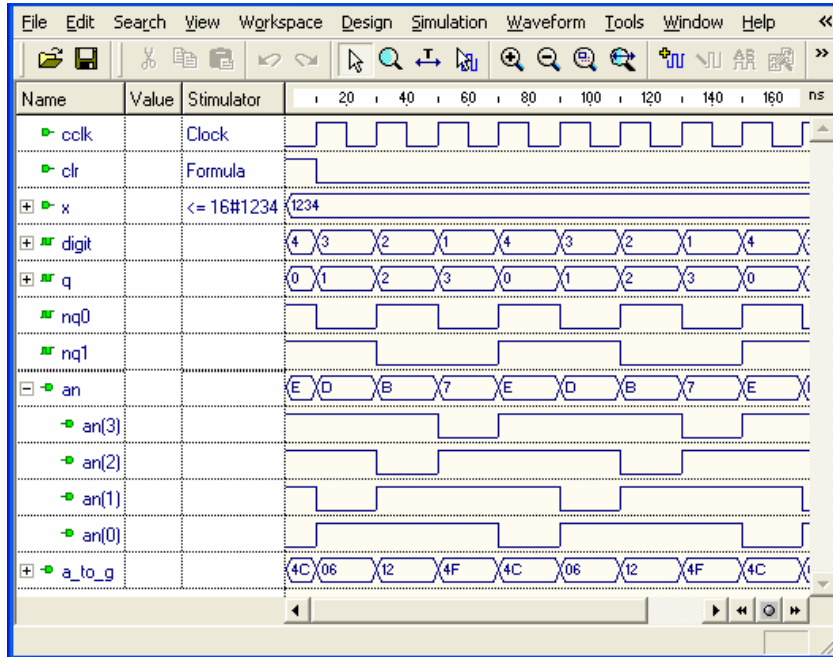 File Edit Search View Workspace Design Simulation Waveform Tools Window Help «
T AB »
Name Value Stimulator 20 40 60 80 100 120 140 160 ns
cclk Clock
clr Formula
x <= 16#1234 1234
digit 4 3 2 1 4 3 2 1 4
q 0 1 2 3 0 1 2 3 0
nq0
nq1
an E D B 7 E D B 7 E
an(3)
an(2)
an(1)
an(0)
a_to_g 4C 06 12 4F 4C 06 12 4F 4C